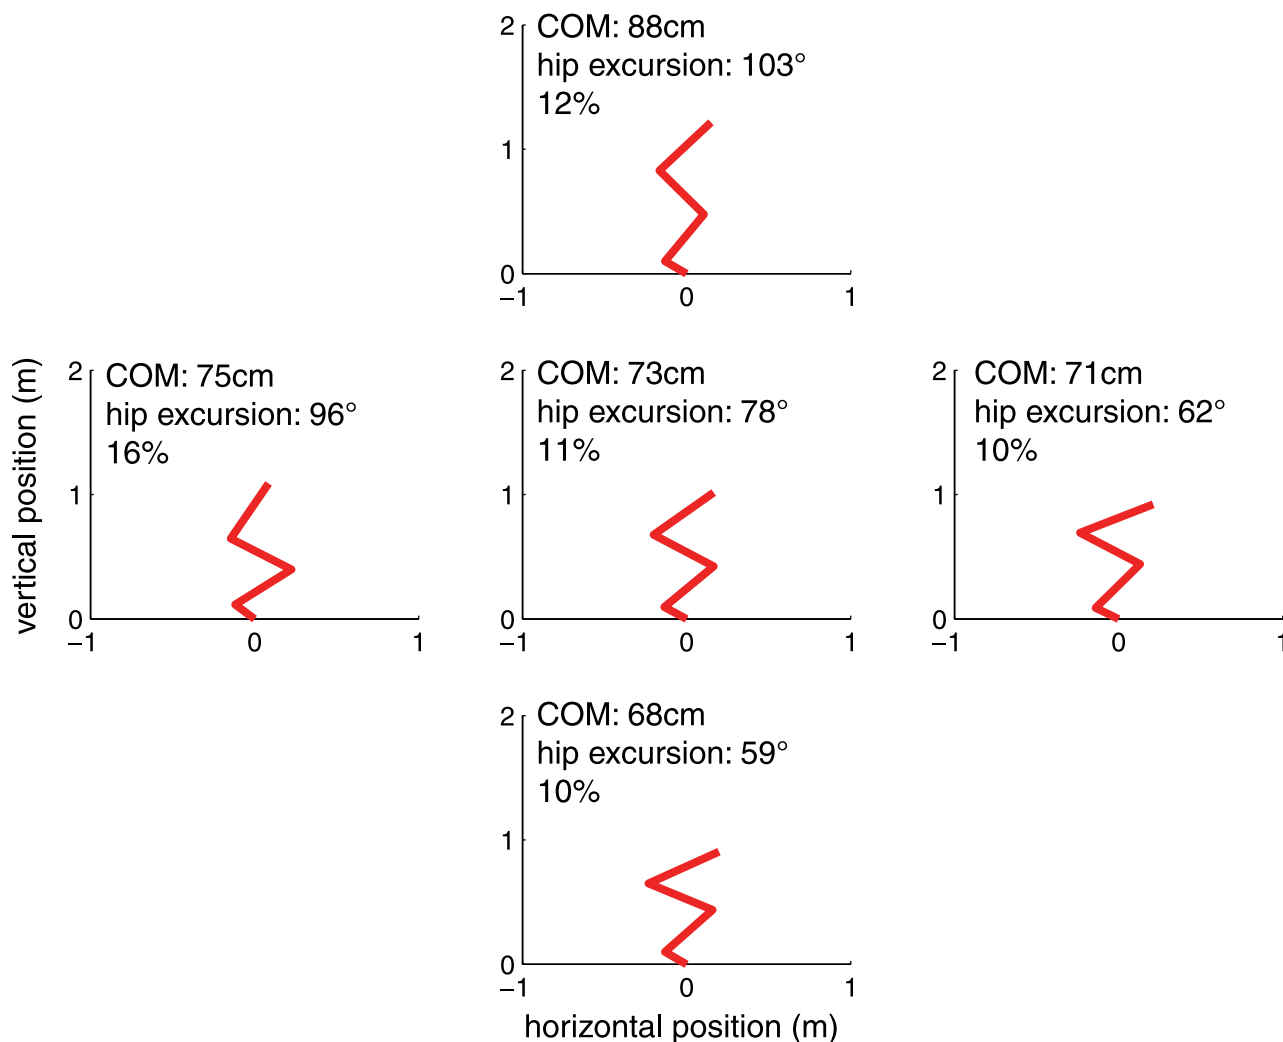 2
COM: 88cm
hip excursion: 103°
12%
1
0
−1
0
1
vertical position (m)
2
COM: 75cm
hip excursion: 96°
16%
1
0
−1
0
1
2
COM: 73cm
hip excursion: 78°
11%
1
0
−1
0
1
2
COM: 71cm
hip excursion: 62°
10%
1
0
−1
0
1
2
COM: 68cm
hip excursion: 59°
10%
1
0
−1
0
1
horizontal position (m)